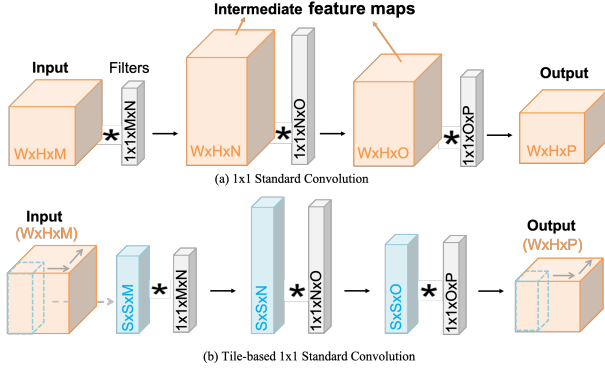 Intermediate feature maps
Input
Filters
Output
WxHxM
*
1x1xMxN
WxHxN
*
1x1xNxO
WxHxO
*
1x1xOxP
WxHxP
(a) 1x1 Standard Convolution
Input
(WxHxM)
Output
(WxHxP)
SxSxM
*
1x1xMxN
SxSxN
*
1x1xNxO
SxSxO
*
1x1xOxP
(b) Tile-based 1x1 Standard Convolution